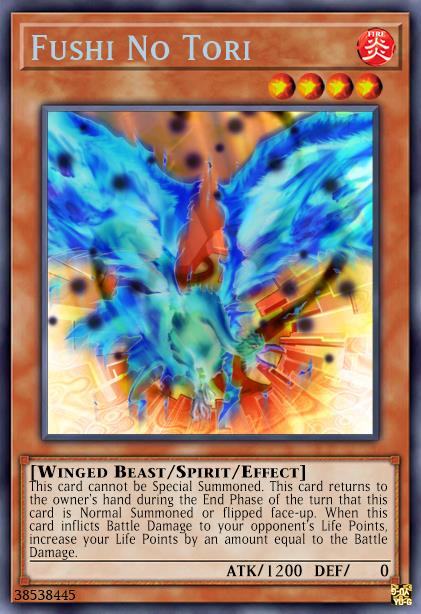 Fushi No Tori
FIRE
炎
[Winged Beast/Spirit/Effect]
This card cannot be Special Summoned. This card returns to
the owner's hand during the End Phase of the turn that this
card is Normal Summoned or flipped face-up. When this
card inflicts Battle Damage to your opponent's Life Points,
increase your Life Points by an amount equal to the Battle
Damage.
ATK/1200 DEF/ 0
38538445